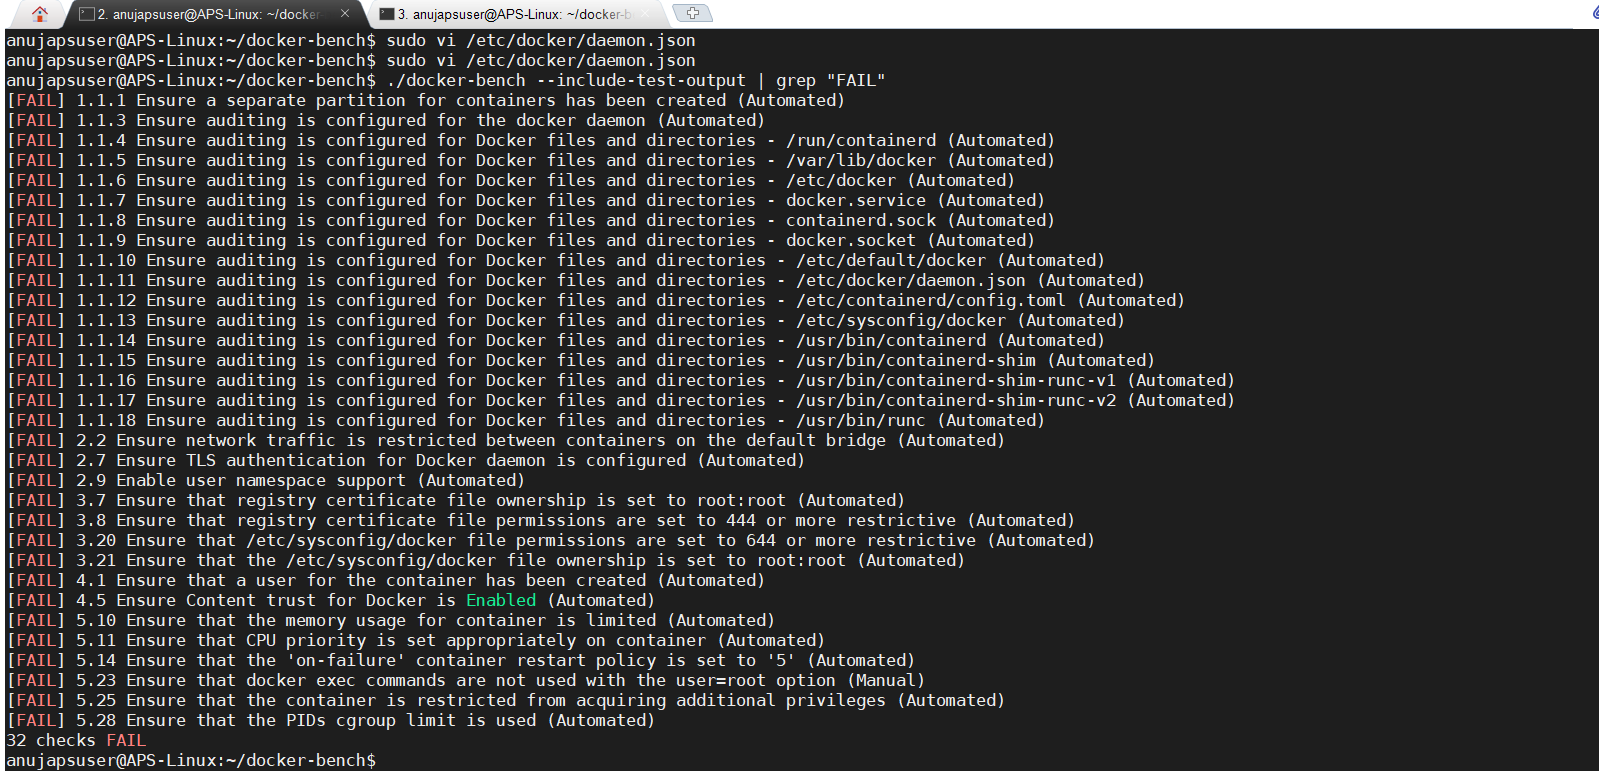 2. anujapsuser@APS-Linux: ~/docker-
3. anujapsuser@APS-Linux: ~/docker-b
anujapsuser@APS-Linux:~/docker-bench$ sudo vi /etc/docker/daemon.json
anujapsuser@APS-Linux:~/docker-bench$ sudo vi /etc/docker/daemon.json
anujapsuser@APS-Linux:~/docker-bench$ ./docker-bench --include-test-output | grep "FAIL"
[FAIL] 1.1.1 Ensure a separate partition for containers has been created (Automated)
[FAIL] 1.1.3 Ensure auditing is configured for the docker daemon (Automated)
[FAIL] 1.1.4 Ensure auditing is configured for Docker files and directories - /run/containerd (Automated)
[FAIL] 1.1.5 Ensure auditing is configured for Docker files and directories - /var/lib/docker (Automated)
[FAIL] 1.1.6 Ensure auditing is configured for Docker files and directories - /etc/docker (Automated)
[FAIL] 1.1.7 Ensure auditing is configured for Docker files and directories - docker.service (Automated)
[FAIL] 1.1.8 Ensure auditing is configured for Docker files and directories - containerd.sock (Automated)
[FAIL] 1.1.9 Ensure auditing is configured for Docker files and directories - docker.socket (Automated)
[FAIL] 1.1.10 Ensure auditing is configured for Docker files and directories - /etc/default/docker (Automated)
[FAIL] 1.1.11 Ensure auditing is configured for Docker files and directories - /etc/docker/daemon.json (Automated)
[FAIL] 1.1.12 Ensure auditing is configured for Docker files and directories - /etc/containerd/config.toml (Automated)
[FAIL] 1.1.13 Ensure auditing is configured for Docker files and directories - /etc/sysconfig/docker (Automated)
[FAIL] 1.1.14 Ensure auditing is configured for Docker files and directories - /usr/bin/containerd (Automated)
[FAIL] 1.1.15 Ensure auditing is configured for Docker files and directories - /usr/bin/containerd-shim (Automated)
[FAIL] 1.1.16 Ensure auditing is configured for Docker files and directories - /usr/bin/containerd-shim-runc-v1 (Automated)
[FAIL] 1.1.17 Ensure auditing is configured for Docker files and directories - /usr/bin/containerd-shim-runc-v2 (Automated)
[FAIL] 1.1.18 Ensure auditing is configured for Docker files and directories - /usr/bin/runc (Automated)
[FAIL] 2.2 Ensure network traffic is restricted between containers on the default bridge (Automated)
[FAIL] 2.7 Ensure TLS authentication for Docker daemon is configured (Automated)
[FAIL] 2.9 Enable user namespace support (Automated)
[FAIL] 3.7 Ensure that registry certificate file ownership is set to root:root (Automated)
[FAIL] 3.8 Ensure that registry certificate file permissions are set to 444 or more restrictive (Automated)
[FAIL] 3.20 Ensure that /etc/sysconfig/docker file permissions are set to 644 or more restrictive (Automated)
[FAIL] 3.21 Ensure that the /etc/sysconfig/docker file ownership is set to root:root (Automated)
[FAIL] 4.1 Ensure that a user for the container has been created (Automated)
[FAIL] 4.5 Ensure Content trust for Docker is Enabled (Automated)
[FAIL] 5.10 Ensure that the memory usage for container is limited (Automated)
[FAIL] 5.11 Ensure that CPU priority is set appropriately on container (Automated)
[FAIL] 5.14 Ensure that the 'on-failure' container restart policy is set to '5' (Automated)
[FAIL] 5.23 Ensure that docker exec commands are not used with the user=root option (Manual)
[FAIL] 5.25 Ensure that the container is restricted from acquiring additional privileges (Automated)
[FAIL] 5.28 Ensure that the PIDs cgroup limit is used (Automated)
32 checks FAIL
anujapsuser@APS-Linux:~/docker-bench$